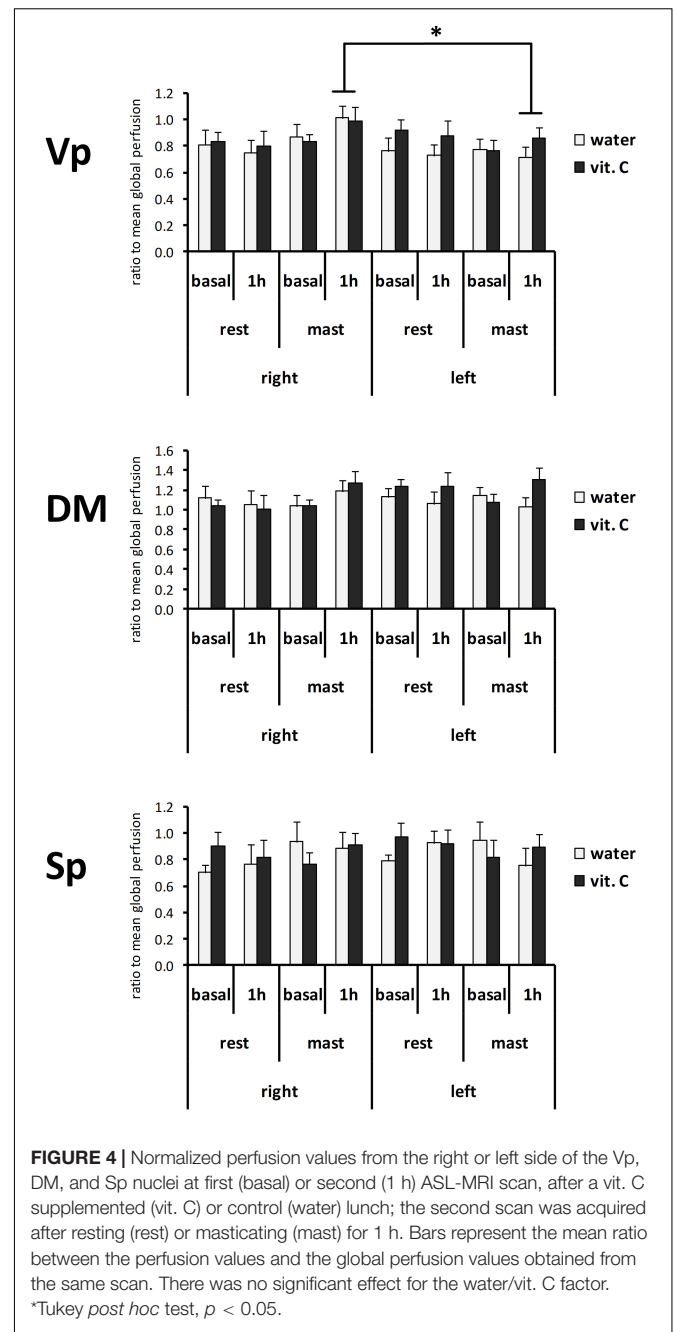 *
Vp
ratio to mean global perfusion
1.2
1.0
0.8
0.6
0.4
0.2
0.0
water
vit. C
basal 1h basal 1h basal 1h basal 1h
rest mast rest mast
right left
DM
ratio to mean global perfusion
1.6
1.4
1.2
1.0
0.8
0.6
0.4
0.2
0.0
water
vit. C
basal 1h basal 1h basal 1h basal 1h
rest mast rest mast
right left
Sp
ratio to mean global perfusion
1.2
1.0
0.8
0.6
0.4
0.2
0.0
water
vit. C
basal 1h basal 1h basal 1h basal 1h
rest mast rest mast
right left
FIGURE 4 | Normalized perfusion values from the right or left side of the Vp,
DM, and Sp nuclei at first (basal) or second (1 h) ASL-MRI scan, after a vit. C
supplemented (vit. C) or control (water) lunch; the second scan was acquired
after resting (rest) or masticating (mast) for 1 h. Bars represent the mean ratio
between the perfusion values and the global perfusion values obtained from
the same scan. There was no significant effect for the water/vit. C factor.
*Tukey post hoc test, p < 0.05.